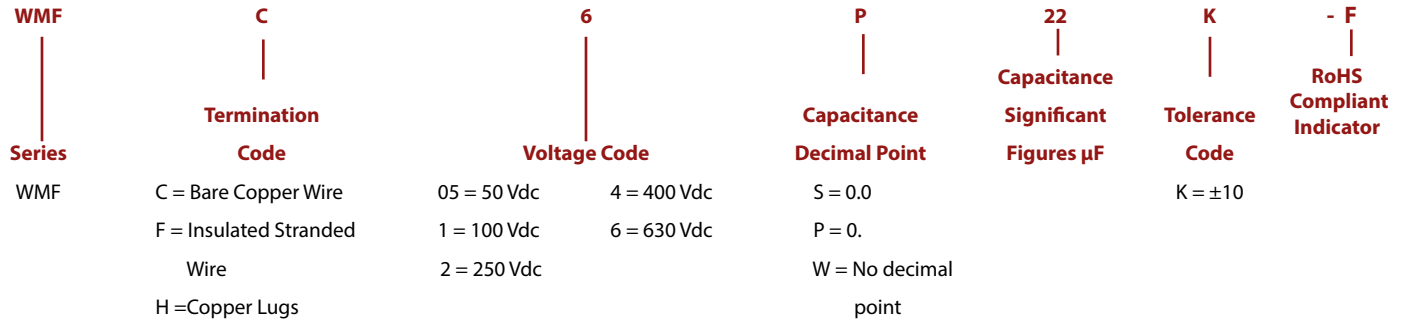 WMF C 6 P 22 K - F
Capacitance RoHS
Termination Capacitance Significant Tolerance Compliant
Indicator
Series Code Voltage Code Decimal Point Figures µF Code
WMF C = Bare Copper Wire 05 = 50 Vdc 4 = 400 Vdc S = 0.0 K = ±10
F = Insulated Stranded 1 = 100 Vdc 6 = 630 Vdc P = 0.
Wire 2 = 250 Vdc W = No decimal
H =Copper Lugs point